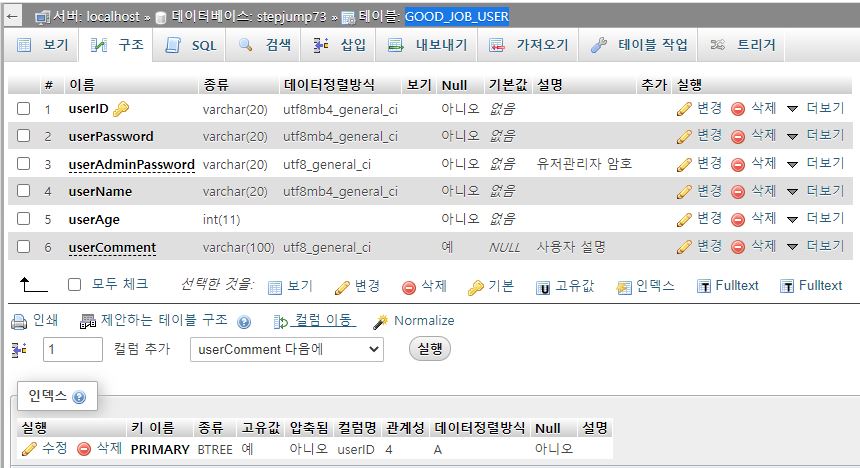 ← 서버: localhost » 데이터베이스: stepjump73 » 테이블: GOOD_JOB_USER
보기 구조 SQL 검색 삽입 내보내기 가져오기 테이블 작업 트리거
# 이름 종류 데이터정렬방식 보기 Null 기본값 설명 추가 실행
1 userID varchar(20) utf8mb4_general_ci 아니오 없음 변경 삭제 더보기
2 userPassword varchar(20) utf8mb4_general_ci 아니오 없음 변경 삭제 더보기
3 userAdminPassword varchar(20) utf8_general_ci 아니오 없음 유저관리자 암호 변경 삭제 더보기
4 userName varchar(20) utf8mb4_general_ci 아니오 없음 변경 삭제 더보기
5 userAge int(11) 아니오 없음 변경 삭제 더보기
6 userComment varchar(100) utf8_general_ci 예 NULL 사용자 설명 변경 삭제 더보기
모두 체크 선택한 것을: 보기 변경 삭제 기본 고유값 인덱스 Fulltext Fulltext
인쇄 제안하는 테이블 구조 컬럼 이동 Normalize
1 컬럼 추가 userComment 다음에 실행
인덱스
실행 키 이름 종류 고유값 압축됨 컬럼명 관계성 데이터정렬방식 Null 설명
수정 삭제 PRIMARY BTREE 예 아니오 userID 4 A 아니오